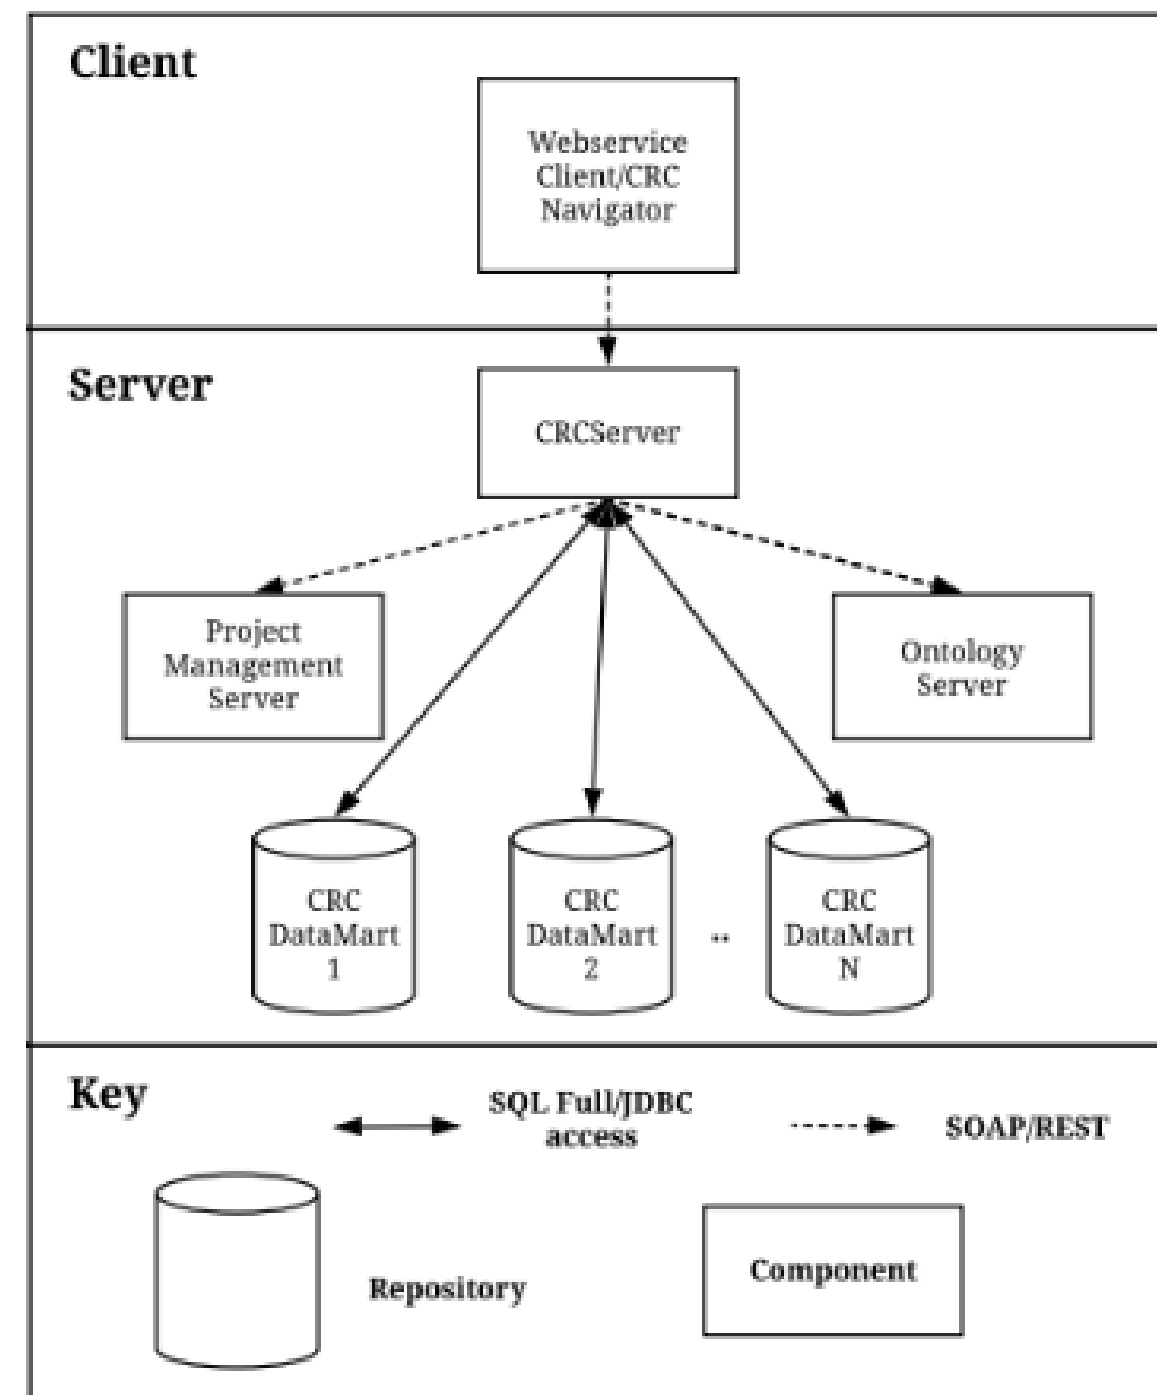 Client
Webservice
Client/CRC
Navigator
Server
CRCServer
Project
Management
Server
Ontology
Server
CRC
DataMart
1
CRC
DataMart
2
..
CRC
DataMart
N
Key
SQL Full/JDBC
access
SOAP/REST
Repository
Component